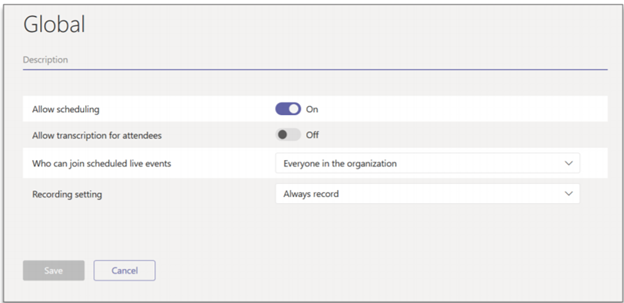 Global
Description
Allow scheduling On
Allow transcription for attendees Off
Who can join scheduled live events Everyone in the organization
Recording setting Always record
Save Cancel